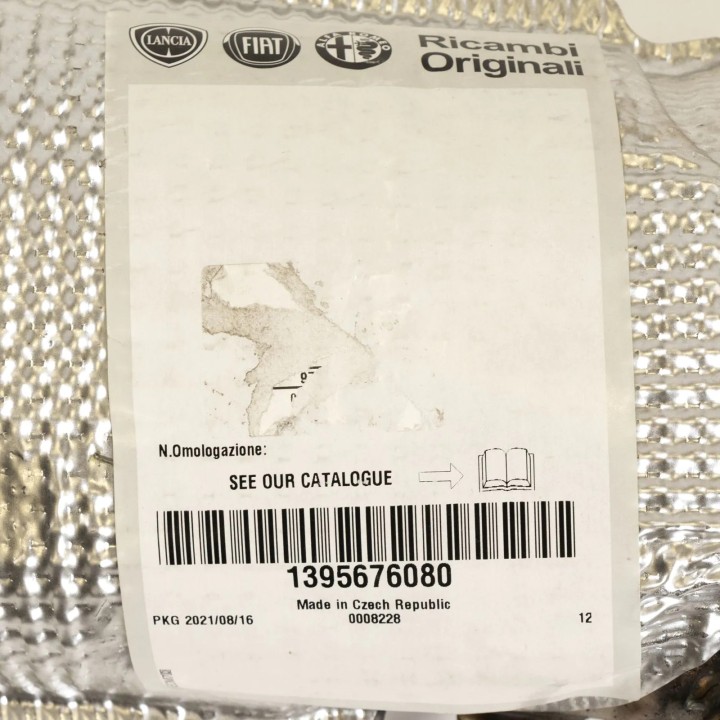 LANCIA
FIAT
ALFA ROMEO
Ricambi
Originali
N.Omologazione:
SEE OUR CATALOGUE
1395676080
Made in Czech Republic
PKG 2021/08/16 0008228 12